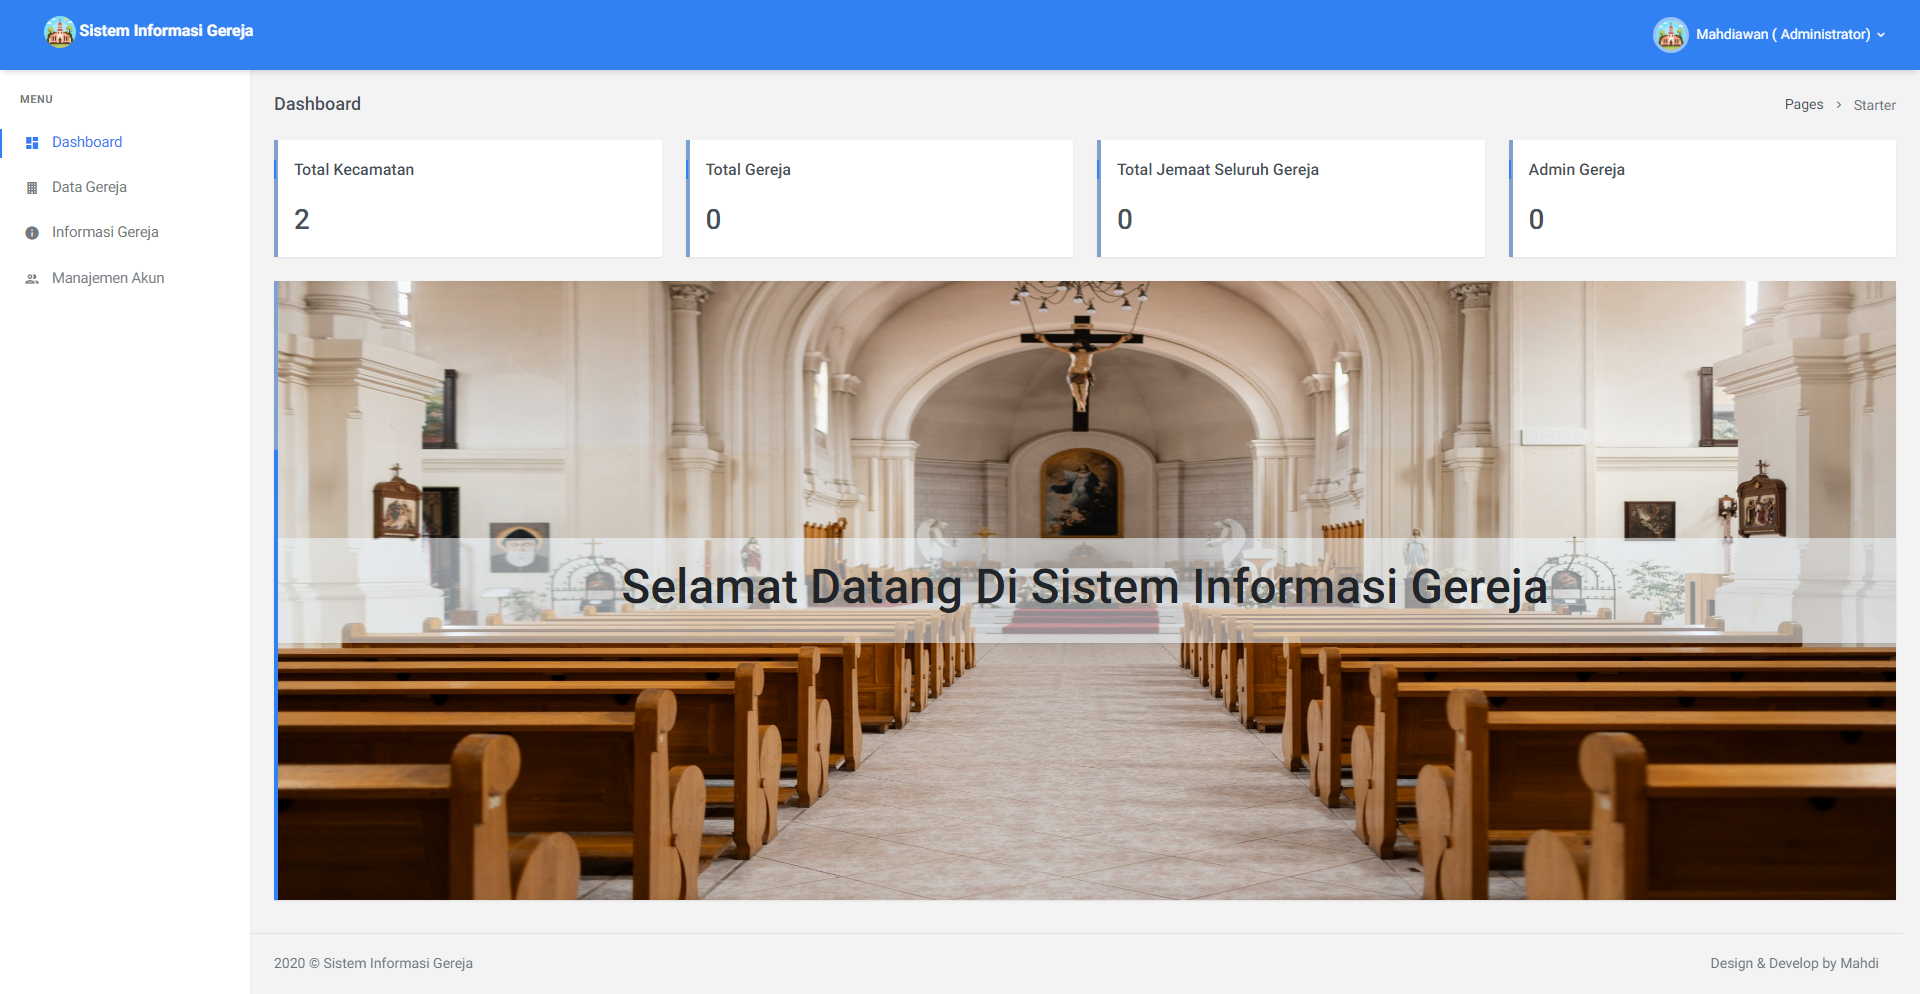 Sistem Informasi Gereja
Mahdiawan ( Administrator)
MENU
Dashboard
Data Gereja
Informasi Gereja
Manajemen Akun
Dashboard
Pages > Starter
Total Kecamatan
2
Total Gereja
0
Total Jemaat Seluruh Gereja
0
Admin Gereja
0
Selamat Datang Di Sistem Informasi Gereja
2020 © Sistem Informasi Gereja
Design & Develop by Mahdi